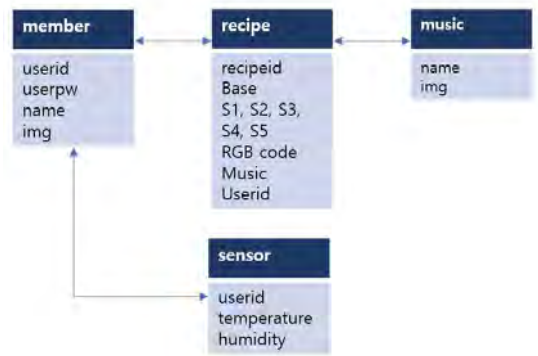 member
userid
userpw
name
img
recipe
recipeid
Base
S1, S2, S3,
S4, S5
RGB code
Music
Userid
music
name
img
sensor
userid
temperature
humidity